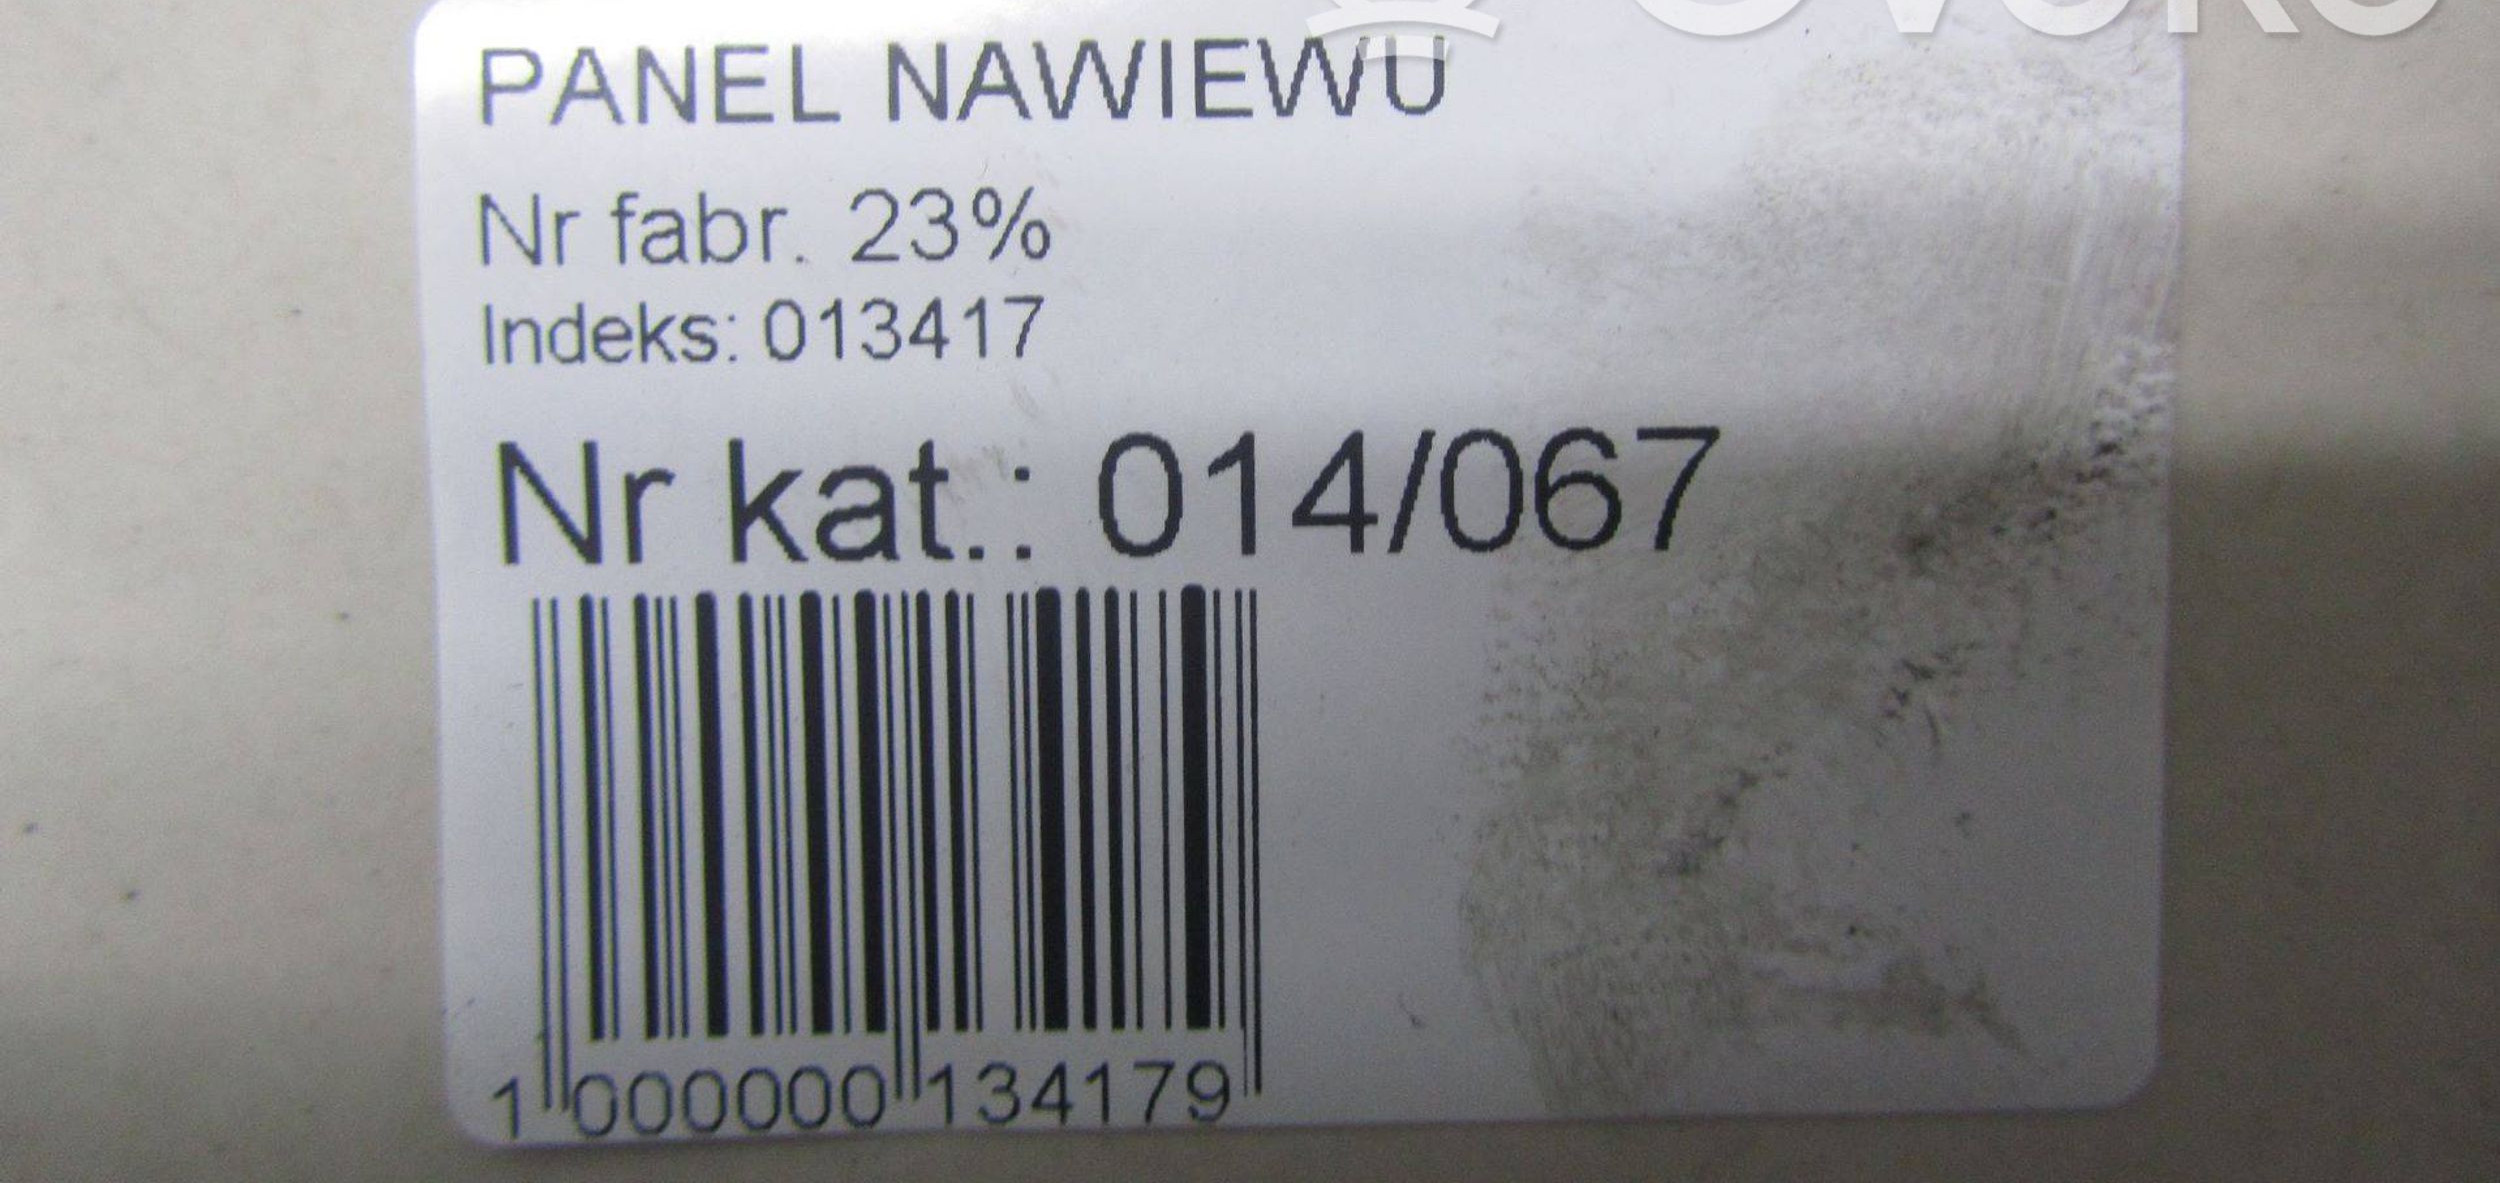 PANEL NAWIEWU
Nr fabr. 23%
Indeks: 013417
Nr kat.: 014/067
1 000000 134179